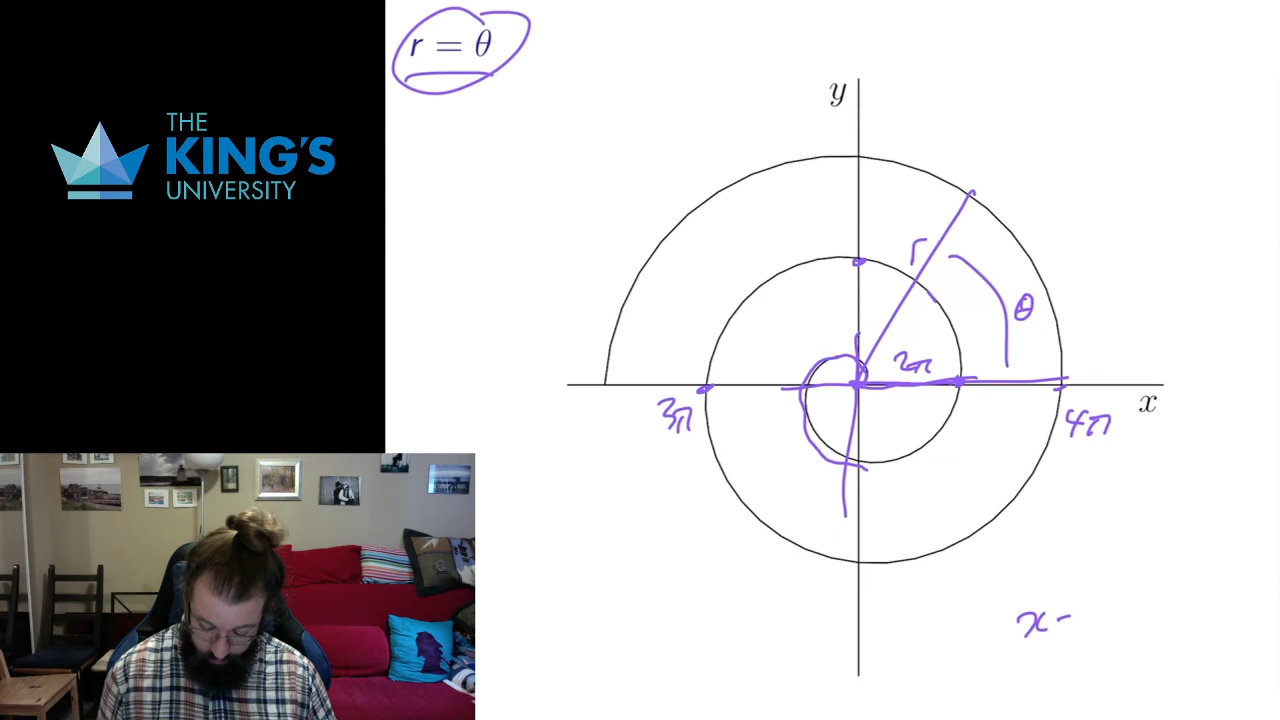 THE
KING'S
UNIVERSITY
r = θ
y
r
θ
2π
x
3π
4π
x -